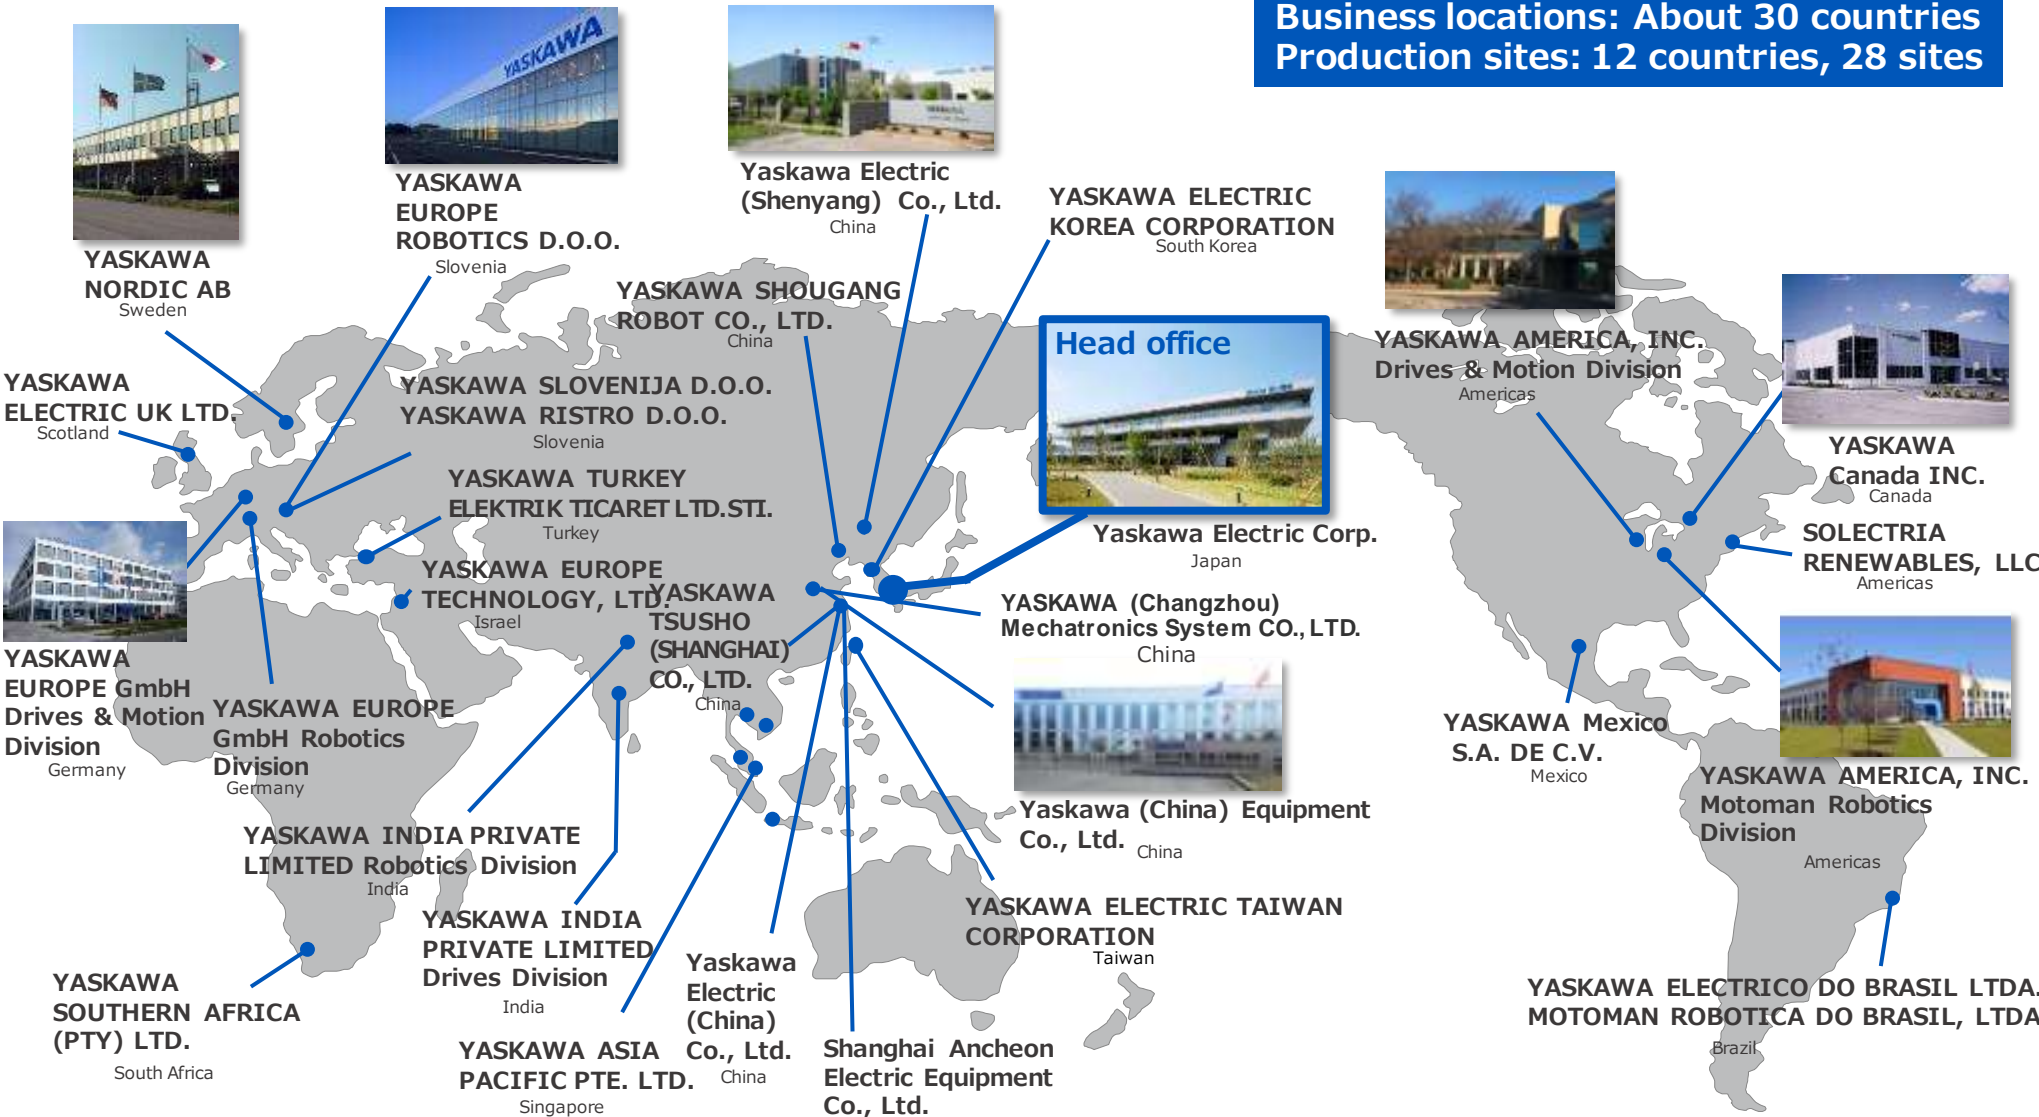 Business locations: About 30 countries
Production sites: 12 countries, 28 sites
YASKAWA
YASKAWA
NORDIC AB
Sweden
YASKAWA
EUROPE
ROBOTICS D.O.O.
Slovenia
Yaskawa Electric
(Shenyang) Co., Ltd.
China
YASKAWA ELECTRIC
KOREA CORPORATION
South Korea
YASKAWA SHOUGANG
ROBOT CO., LTD.
China
Head office
Yaskawa Electric Corp.
Japan
YASKAWA AMERICA, INC.
Drives & Motion Division
Americas
YASKAWA
Canada INC.
Canada
YASKAWA
ELECTRIC UK LTD.
Scotland
YASKAWA SLOVENIJA D.O.O.
YASKAWA RISTRO D.O.O.
Slovenia
YASKAWA TURKEY
ELEKTRIK TICARET LTD.STI.
Turkey
SOLECTRIA
RENEWABLES, LLC
Americas
YASKAWA EUROPE
TECHNOLOGY, LTD.
Israel
YASKAWA
TSUSHO
(SHANGHAI)
CO., LTD.
China
YASKAWA (Changzhou)
Mechatronics System CO., LTD.
China
YASKAWA
EUROPE GmbH
Drives & Motion
Division
Germany
YASKAWA EUROPE
GmbH Robotics
Division
Germany
YASKAWA Mexico
S.A. DE C.V.
Mexico
YASKAWA AMERICA, INC.
Motoman Robotics
Division
Americas
Yaskawa (China) Equipment
Co., Ltd.
China
YASKAWA INDIA PRIVATE
LIMITED Robotics Division
India
YASKAWA INDIA
PRIVATE LIMITED
Drives Division
India
YASKAWA ELECTRIC TAIWAN
CORPORATION
Taiwan
YASKAWA
SOUTHERN AFRICA
(PTY) LTD.
South Africa
Yaskawa
Electric
(China)
Co., Ltd.
China
YASKAWA ELECTRICO DO BRASIL LTDA.
MOTOMAN ROBOTICA DO BRASIL, LTDA
Brazil
YASKAWA ASIA
PACIFIC PTE. LTD.
Singapore
Shanghai Ancheon
Electric Equipment
Co., Ltd.